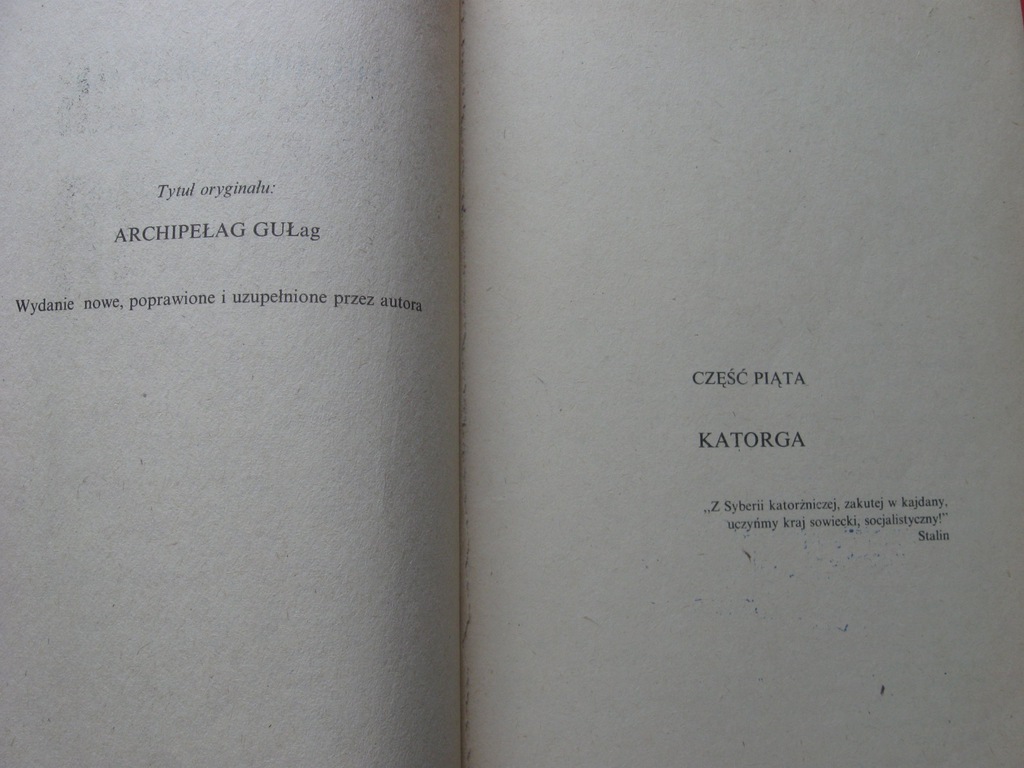 Tytuł oryginału:
ARCHIPEŁAG GUŁag
Wydanie nowe, poprawione i uzupełnione przez autora
CZĘŚĆ PIĄTA
KATORGA
„Z Syberii katorżniczej, zakutej w kajdany,
uczyńmy kraj sowiecki, socjalistyczny!”
Stalin